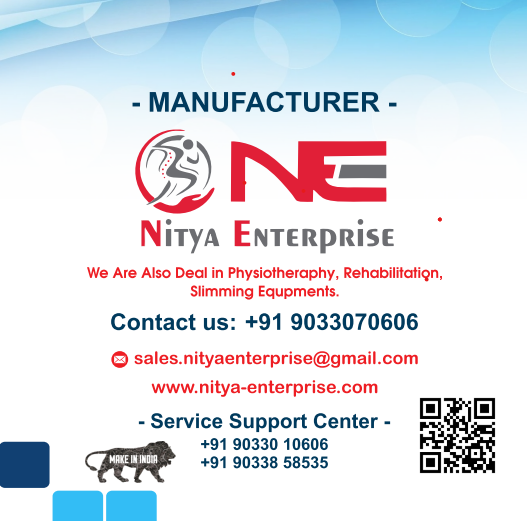 - MANUFACTURER -
NE
Nitya Enterprise
We Are Also Deal in Physiotheraphy, Rehabilitation,
Slimming Equpments.
Contact us: +91 9033070606
sales.nityaenterprise@gmail.com
www.nitya-enterprise.com
- Service Support Center -
+91 90330 10606
+91 90338 58535
MAKE IN INDIA